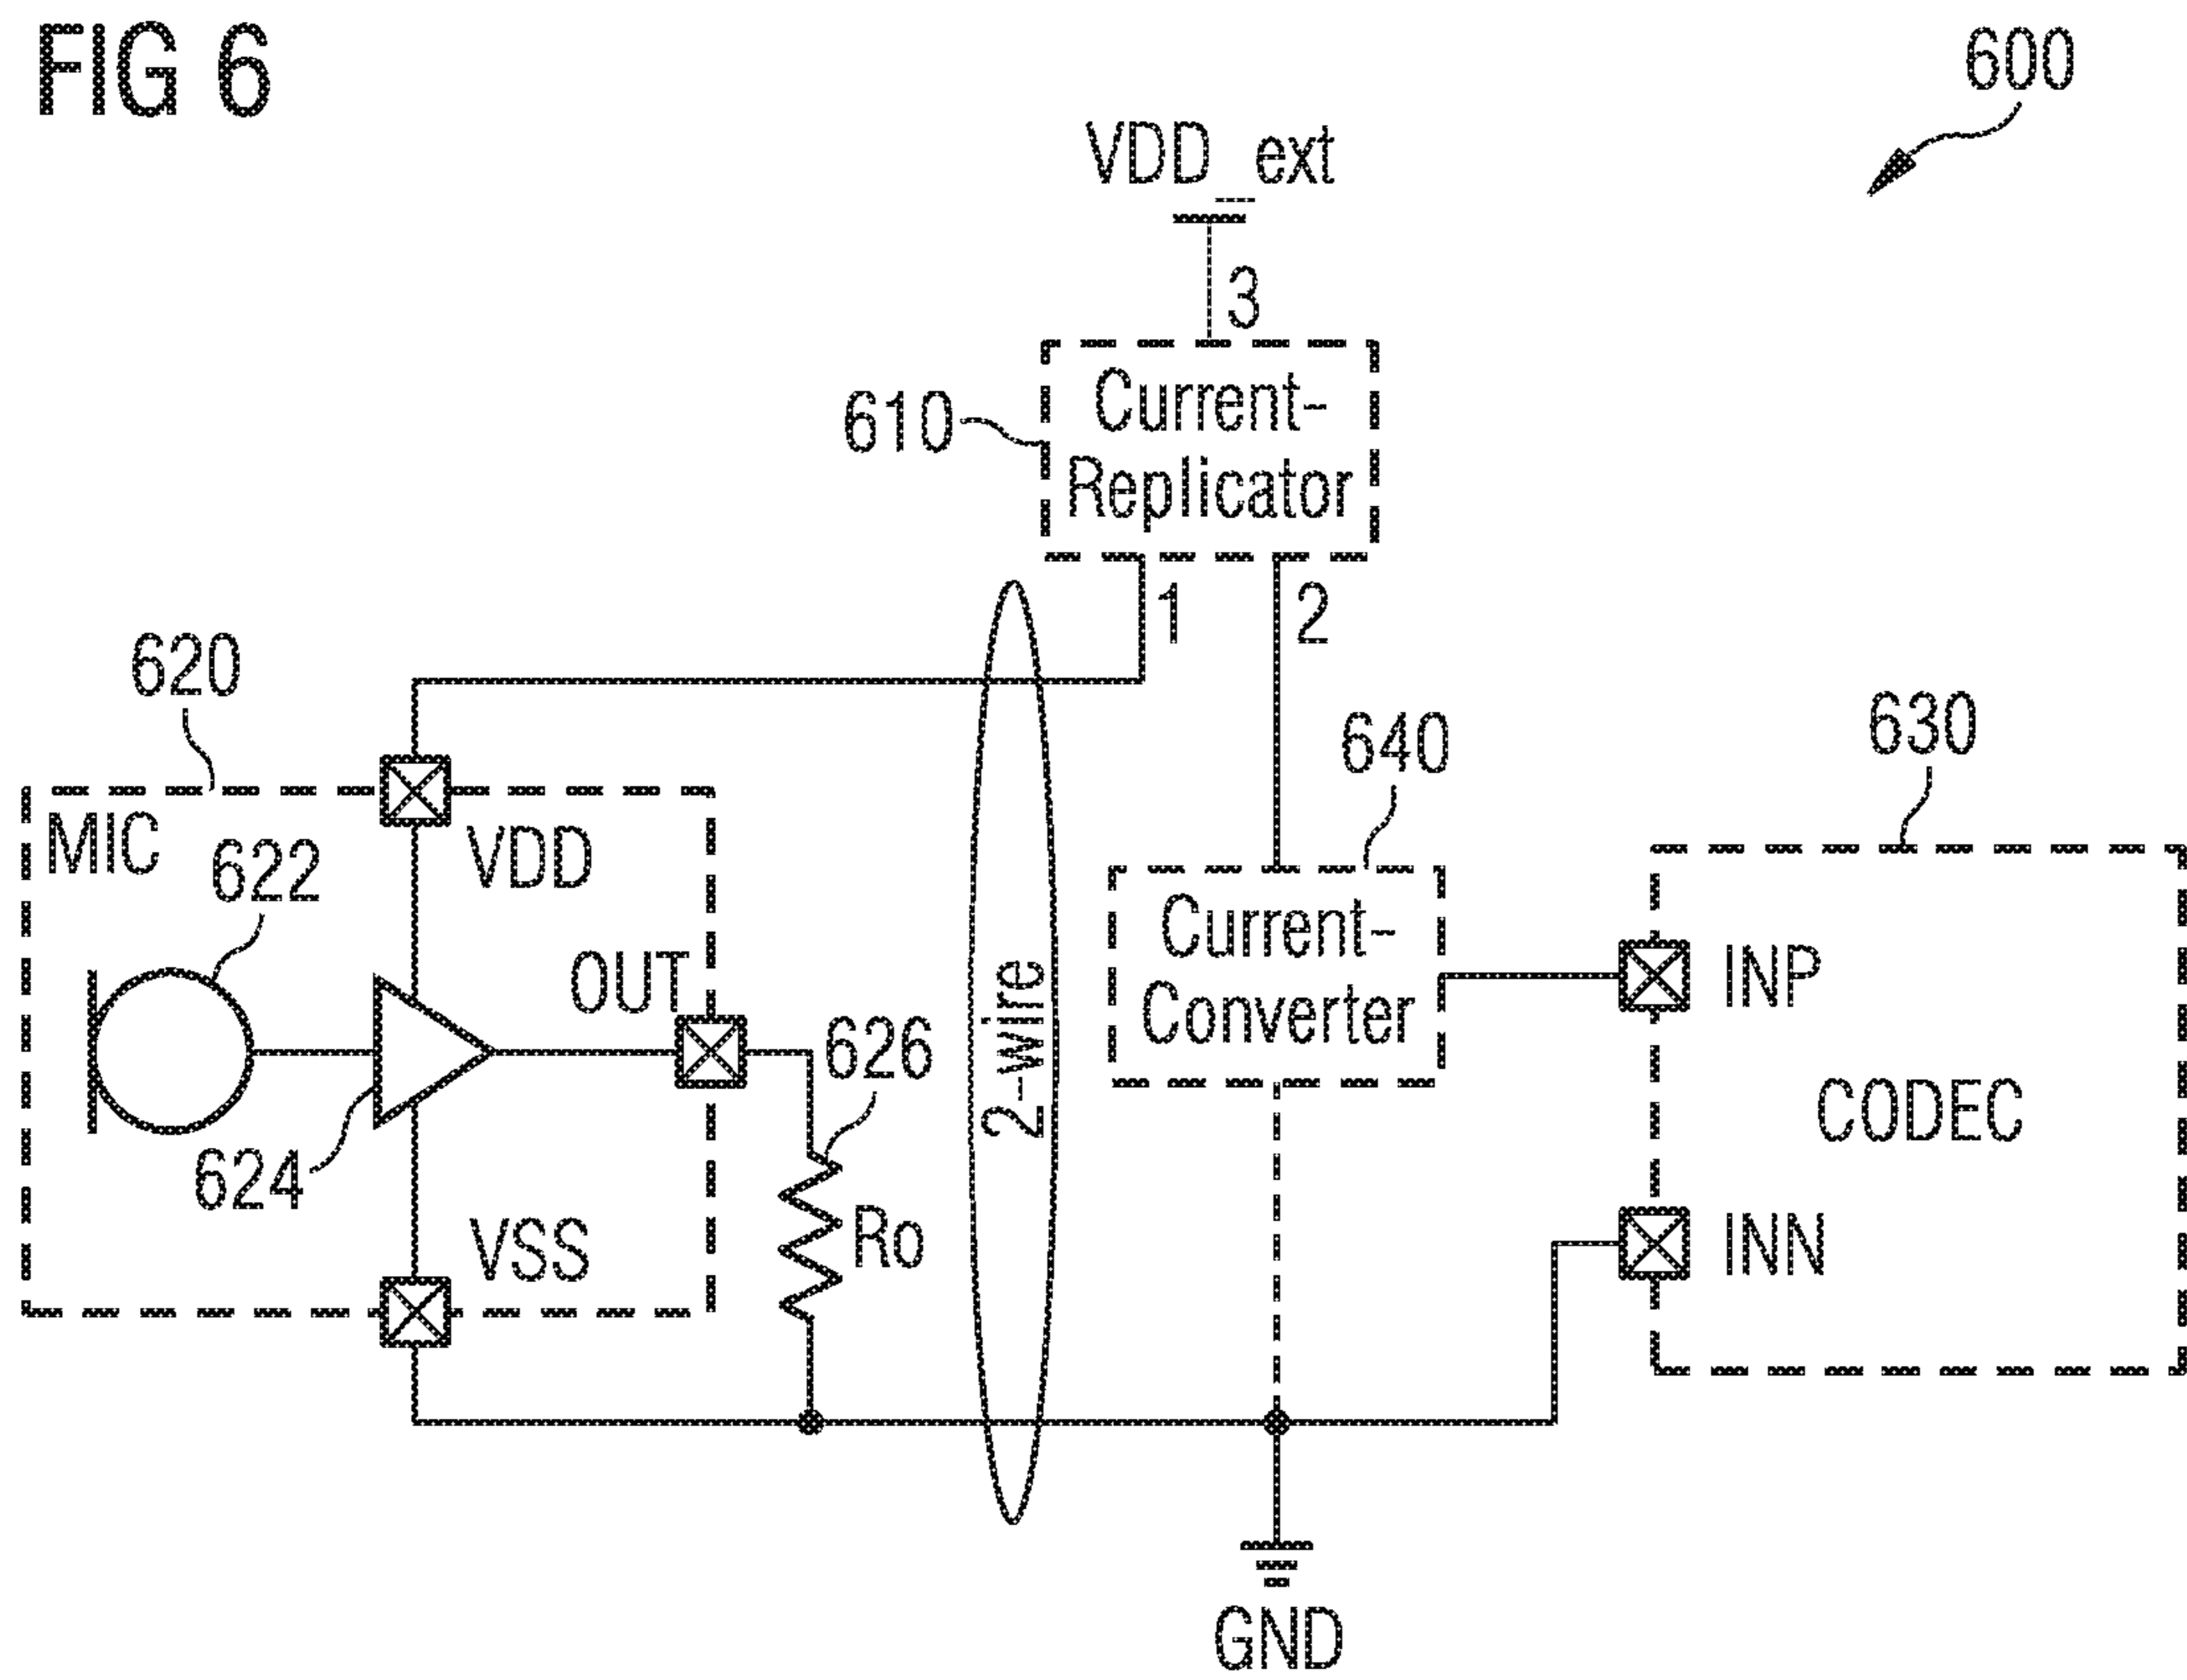 FIG 6
600
VDD_ext
3
610
Current-
Replicator
1
2
620
640
630
MIC
VDD
622
Current-
Converter
INP
OUT
626
2-wire
CODEC
624
VSS
Ro
INN
GND